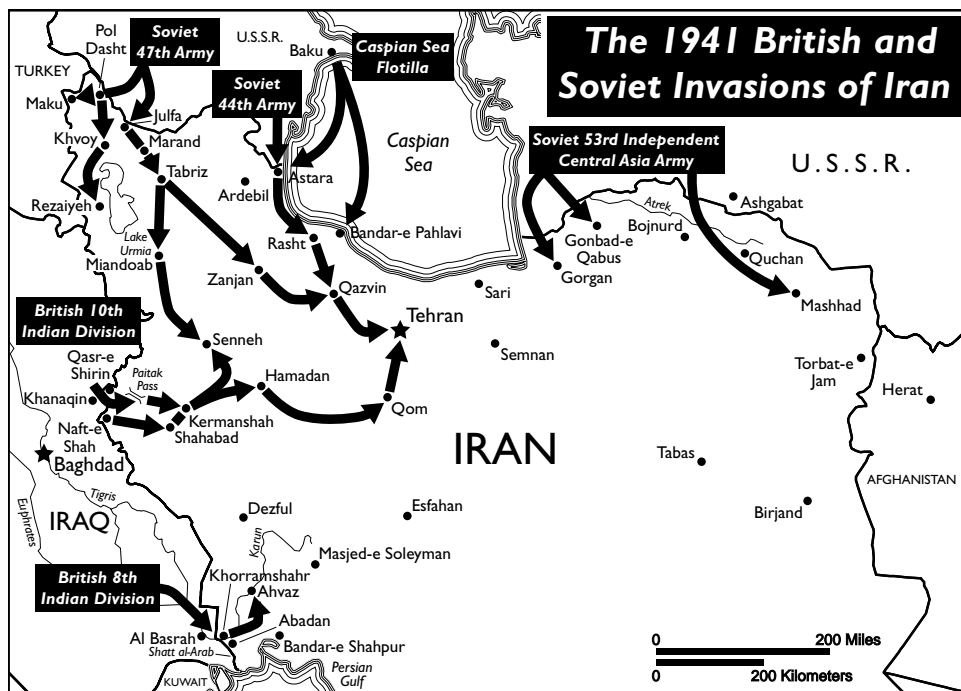 The 1941 British and
Soviet Invasions of Iran
Pol
Dasht
Soviet
47th Army
U.S.S.R.
Baku
Caspian Sea
Flotilla
TURKEY
Maku
Soviet
44th Army
Julfa
Khvoy
Marand
Tabriz
Caspian
Sea
Soviet 53rd Independent
Central Asia Army
U.S.S.R.
Astara
Ardebil
Rezaiyeh
Lake
Urmia
Miandoab
Rasht
Bandar-e Pahlavi
Atrek
Ashgabat
Bojnurd
Gonbad-e
Qabus
Quchan
Gorgan
Zanjan
Qazvin
Sari
Mashhad
Tehran
British 10th
Indian Division
Senneh
Semnan
Qasr-e
Shirin
Paitak
Pass
Torbat-e
Jam
Hamadan
Khanaqin
Kermanshah
Shahabad
Qom
Herat
Naft-e
Shah
Baghdad
IRAN
Tabas
AFGHANISTAN
Tigris
Euphrates
IRAQ
Dezful
Esfahan
Birjand
Karun
Masjed-e Soleyman
British 8th
Indian Division
Khorramshahr
Ahvaz
Abadan
Al Basrah
Shatt al-Arab
Bandar-e Shahpur
KUWAIT
Persian
Gulf
0 200 Miles
0 200 Kilometers